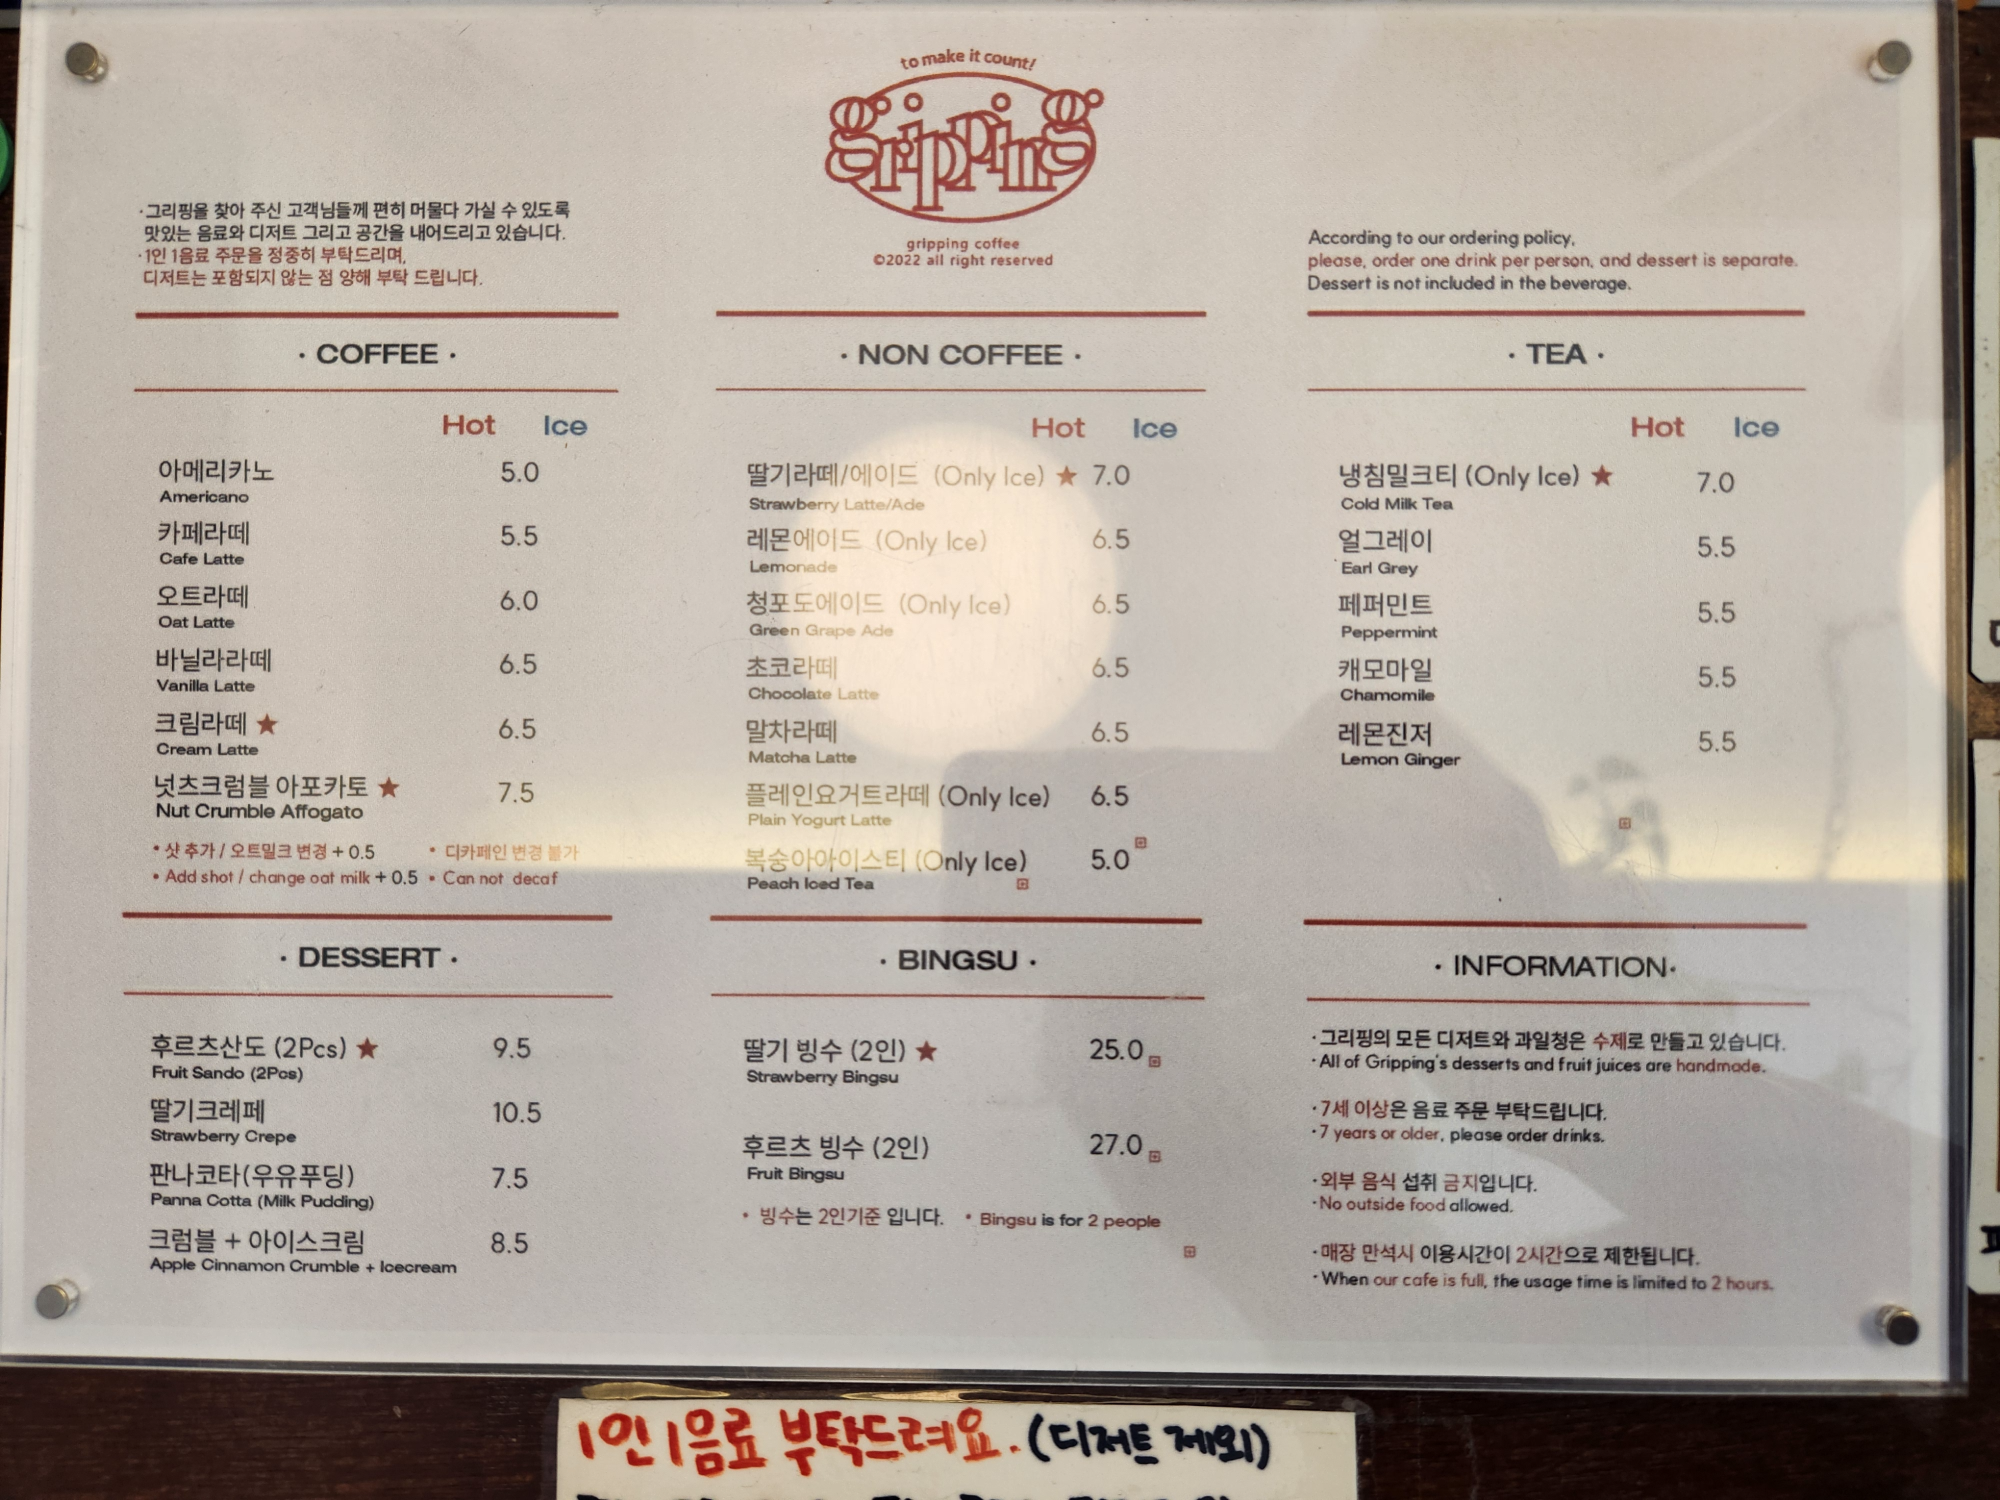 to make it count!
gripping
gripping coffee
©2022 all right reserved
·그리핑을 찾아 주신 고객님들께 편히 머물다 가실 수 있도록
맛있는 음료와 디저트 그리고 공간을 내어드리고 있습니다.
·1인 1음료 주문을 정중히 부탁드리며,
디저트는 포함되지 않는 점 양해 부탁 드립니다.
According to our ordering policy,
please, order one drink per person, and dessert is separate.
Dessert is not included in the beverage.
· COFFEE ·
Hot Ice
아메리카노 5.0
Americano
카페라떼 5.5
Cafe Latte
오트라떼 6.0
Oat Latte
바닐라라떼 6.5
Vanilla Latte
크림라떼 ★ 6.5
Cream Latte
넛츠크럼블 아포카토 ★ 7.5
Nut Crumble Affogato
• 샷 추가 / 오트밀크 변경 + 0.5 • 디카페인 변경 불가
• Add shot / change oat milk + 0.5 • Can not decaf
· NON COFFEE ·
Hot Ice
딸기라떼/에이드 (Only Ice) ★ 7.0
Strawberry Latte/Ade
레몬에이드 (Only Ice) 6.5
Lemonade
청포도에이드 (Only Ice) 6.5
Green Grape Ade
초코라떼 6.5
Chocolate Latte
말차라떼 6.5
Matcha Latte
플레인요거트라떼 (Only Ice) 6.5
Plain Yogurt Latte
복숭아아이스티 (Only Ice) 5.0
Peach Iced Tea
· TEA ·
Hot Ice
냉침밀크티 (Only Ice) ★ 7.0
Cold Milk Tea
얼그레이 5.5
Earl Grey
페퍼민트 5.5
Peppermint
캐모마일 5.5
Chamomile
레몬진저 5.5
Lemon Ginger
· DESSERT ·
후르츠산도 (2Pcs) ★ 9.5
Fruit Sando (2Pcs)
딸기크레페 10.5
Strawberry Crepe
판나코타(우유푸딩) 7.5
Panna Cotta (Milk Pudding)
크럼블 + 아이스크림 8.5
Apple Cinnamon Crumble + Icecream
· BINGSU ·
딸기 빙수 (2인) ★ 25.0
Strawberry Bingsu
후르츠 빙수 (2인) 27.0
Fruit Bingsu
• 빙수는 2인기준 입니다. • Bingsu is for 2 people
· INFORMATION·
·그리핑의 모든 디저트와 과일청은 수제로 만들고 있습니다.
·All of Gripping's desserts and fruit juices are handmade.
·7세 이상은 음료 주문 부탁드립니다.
·7 years or older, please order drinks.
·외부 음식 섭취 금지입니다.
·No outside food allowed.
·매장 만석시 이용시간이 2시간으로 제한됩니다.
·When our cafe is full, the usage time is limited to 2 hours.
1인 1음료 부탁드려요. (디저트 제외)